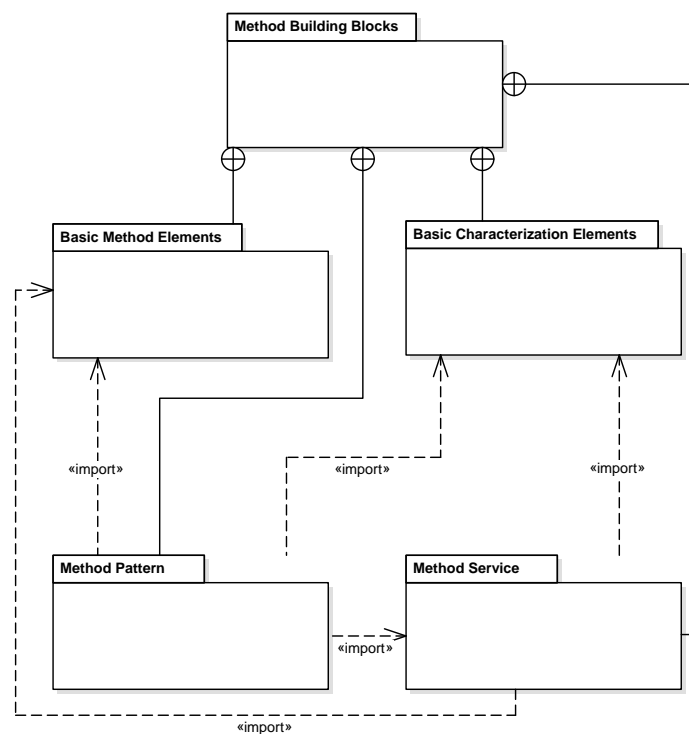 Method Building Blocks
Basic Method Elements
Basic Characterization Elements
«import»
«import»
«import»
Method Pattern
Method Service
«import»
«import»